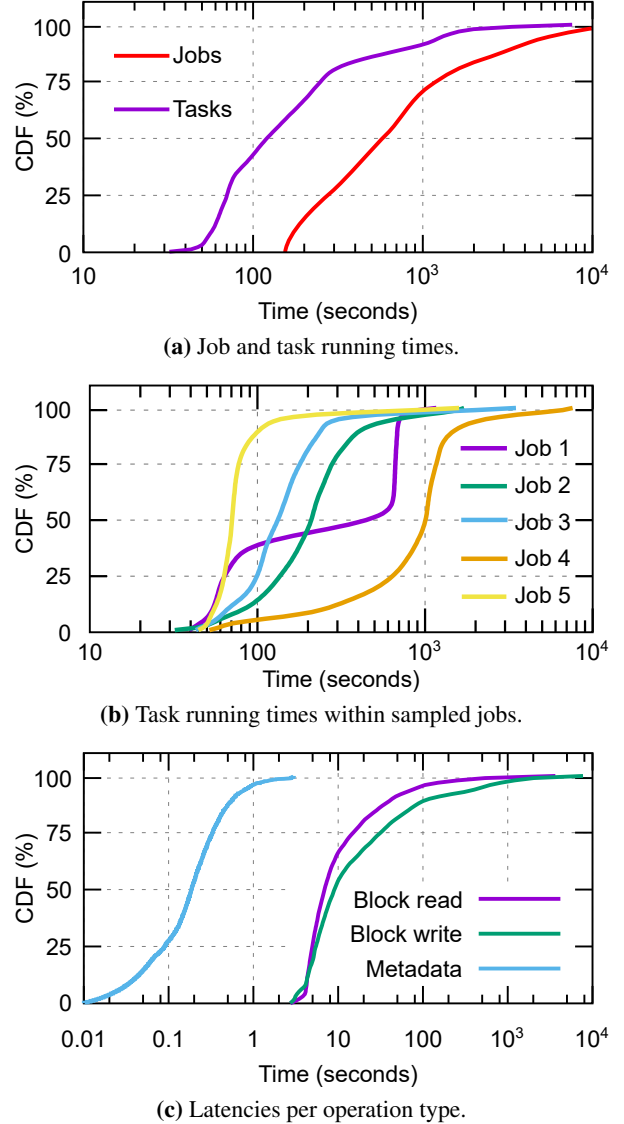 100
75
50
25
0
CDF (%)
Jobs
Tasks
10
100
10³
10⁴
Time (seconds)
(a) Job and task running times.
100
75
50
25
0
CDF (%)
Job 1
Job 2
Job 3
Job 4
Job 5
10
100
10³
10⁴
Time (seconds)
(b) Task running times within sampled jobs.
100
75
50
25
0
CDF (%)
Block read
Block write
Metadata
0.01
0.1
1
10
100
10³
10⁴
Time (seconds)
(c) Latencies per operation type.